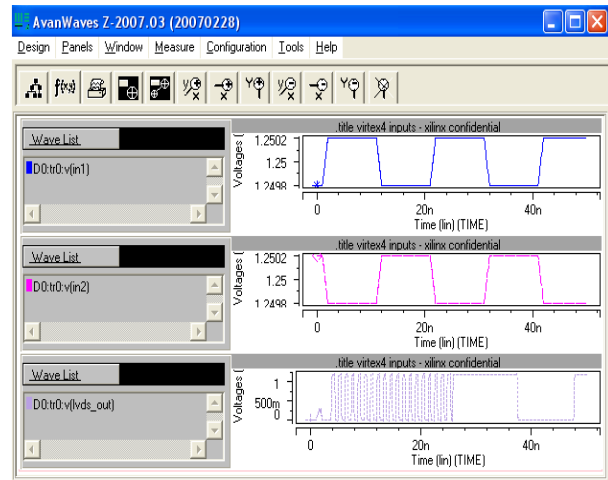 AvanWaves Z-2007.03 (20070228)
Design Panels Window Measure Configuration Tools Help
f(x)
.title virtex4 inputs - xilinx confidential
Wave List
D0:tr0:v(in1)
Voltages (
1.2502
1.25
1.2498
0 20n 40n
Time (lin) (TIME)
.title virtex4 inputs - xilinx confidential
Wave List
D0:tr0:v(in2)
Voltages (
1.2502
1.25
1.2498
0 20n 40n
Time (lin) (TIME)
.title virtex4 inputs - xilinx confidential
Wave List
D0:tr0:v(lvds_out)
Voltages (
1
500m
0
0 20n 40n
Time (lin) (TIME)